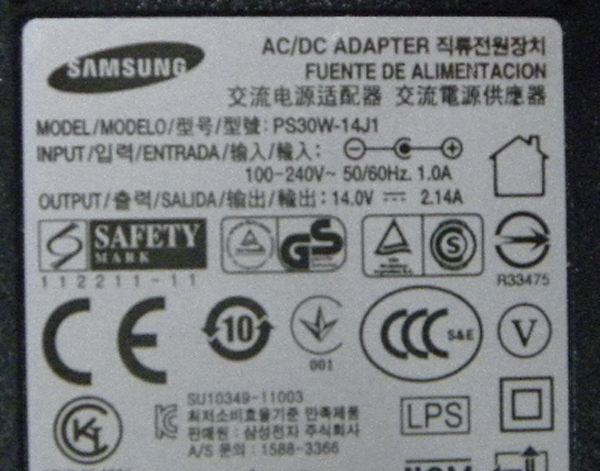 SAMSUNG
AC/DC ADAPTER 직류전원장치
FUENTE DE ALIMENTACION
交流电源适配器 交流電源供應器
MODEL/MODELO/型号/型號: PS30W-14J1
INPUT/입력/ENTRADA/输入/輸入:
100-240V~ 50/60Hz. 1.0A
OUTPUT/출력/SALIDA/输出/輸出: 14.0V ⎓ 2.14A
SAFETY
MARK
GS
S
112211-11
R33475
CE
10
001
CCC S&E
V
SU10349-11003
최저소비효율기준 만족제품
판매원 : 삼성전자 주식회사
A/S 문의 : 1588-3366
LPS